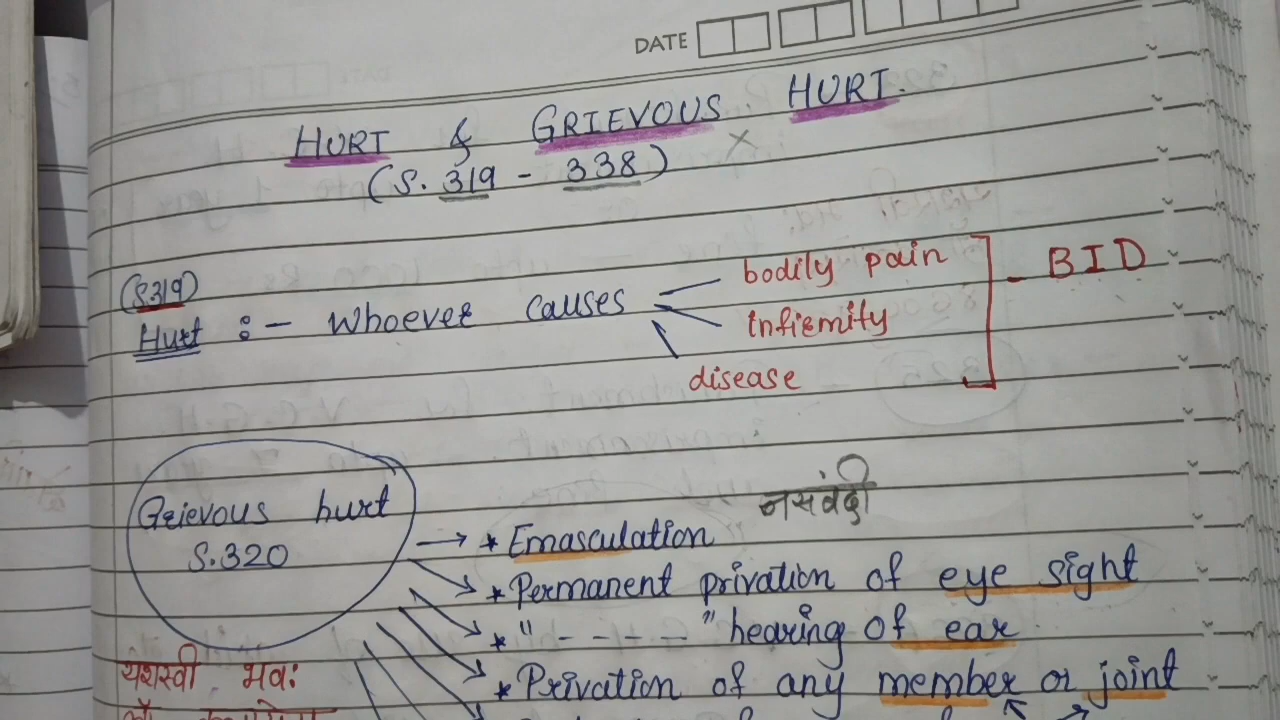 DATE
HURT & GRIEVOUS HURT.
(S. 319 - 338)
(S.319)
Hurt :- Whoever causes
bodily pain
infirmity
disease
- BID
Grievous hurt
S.320
नसबंदी
→ * Emasculation
* Permanent privation of eye sight
* " - - - - " hearing of ear
* Privation of any member or joint
यशस्वी भव: